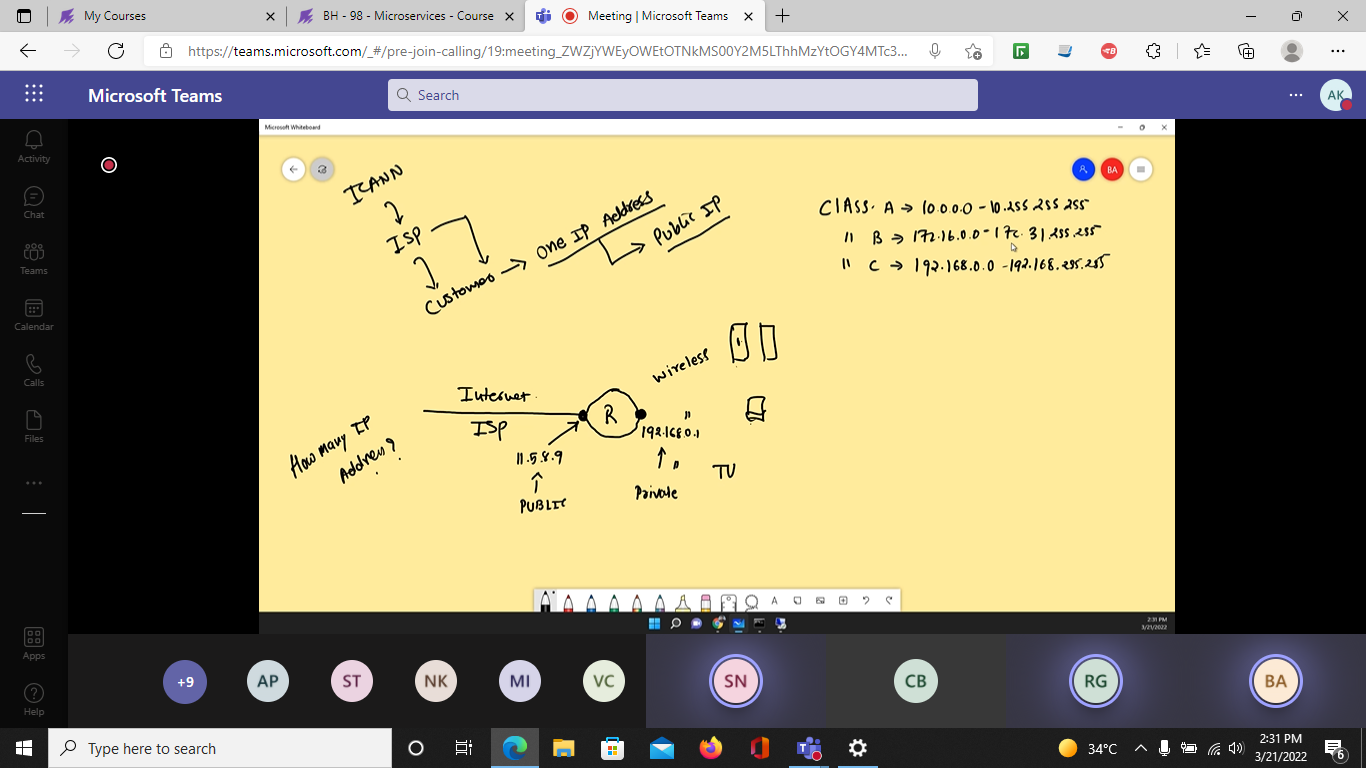 My Courses
BH - 98 - Microservices - Course
Meeting | Microsoft Teams
https://teams.microsoft.com/_#/pre-join-calling/19:meeting_ZWZjYWEyOWEtOTNkMS00Y2M5LThhMzYtOGY4MTc3...
Microsoft Teams
Search
AK
Activity
Chat
Teams
Calendar
Calls
Files
Apps
Help
Microsoft Whiteboard
BA
ICANN
ISP
Customer
One IP Address
Public IP
CLASS A → 10.0.0.0 - 10.255.255.255
" B → 172.16.0.0 - 172.31.255.255
" C → 192.168.0.0 - 192.168.255.255
wireless
Internet
ISP
R
"
192.168.0.1
11.5.8.9
PUBLIC
"
Private
TV
How many IP
Address?
A
2:31 PM
3/21/2022
+9
AP
ST
NK
MI
VC
SN
CB
RG
BA
Type here to search
34°C
2:31 PM
3/21/2022
6